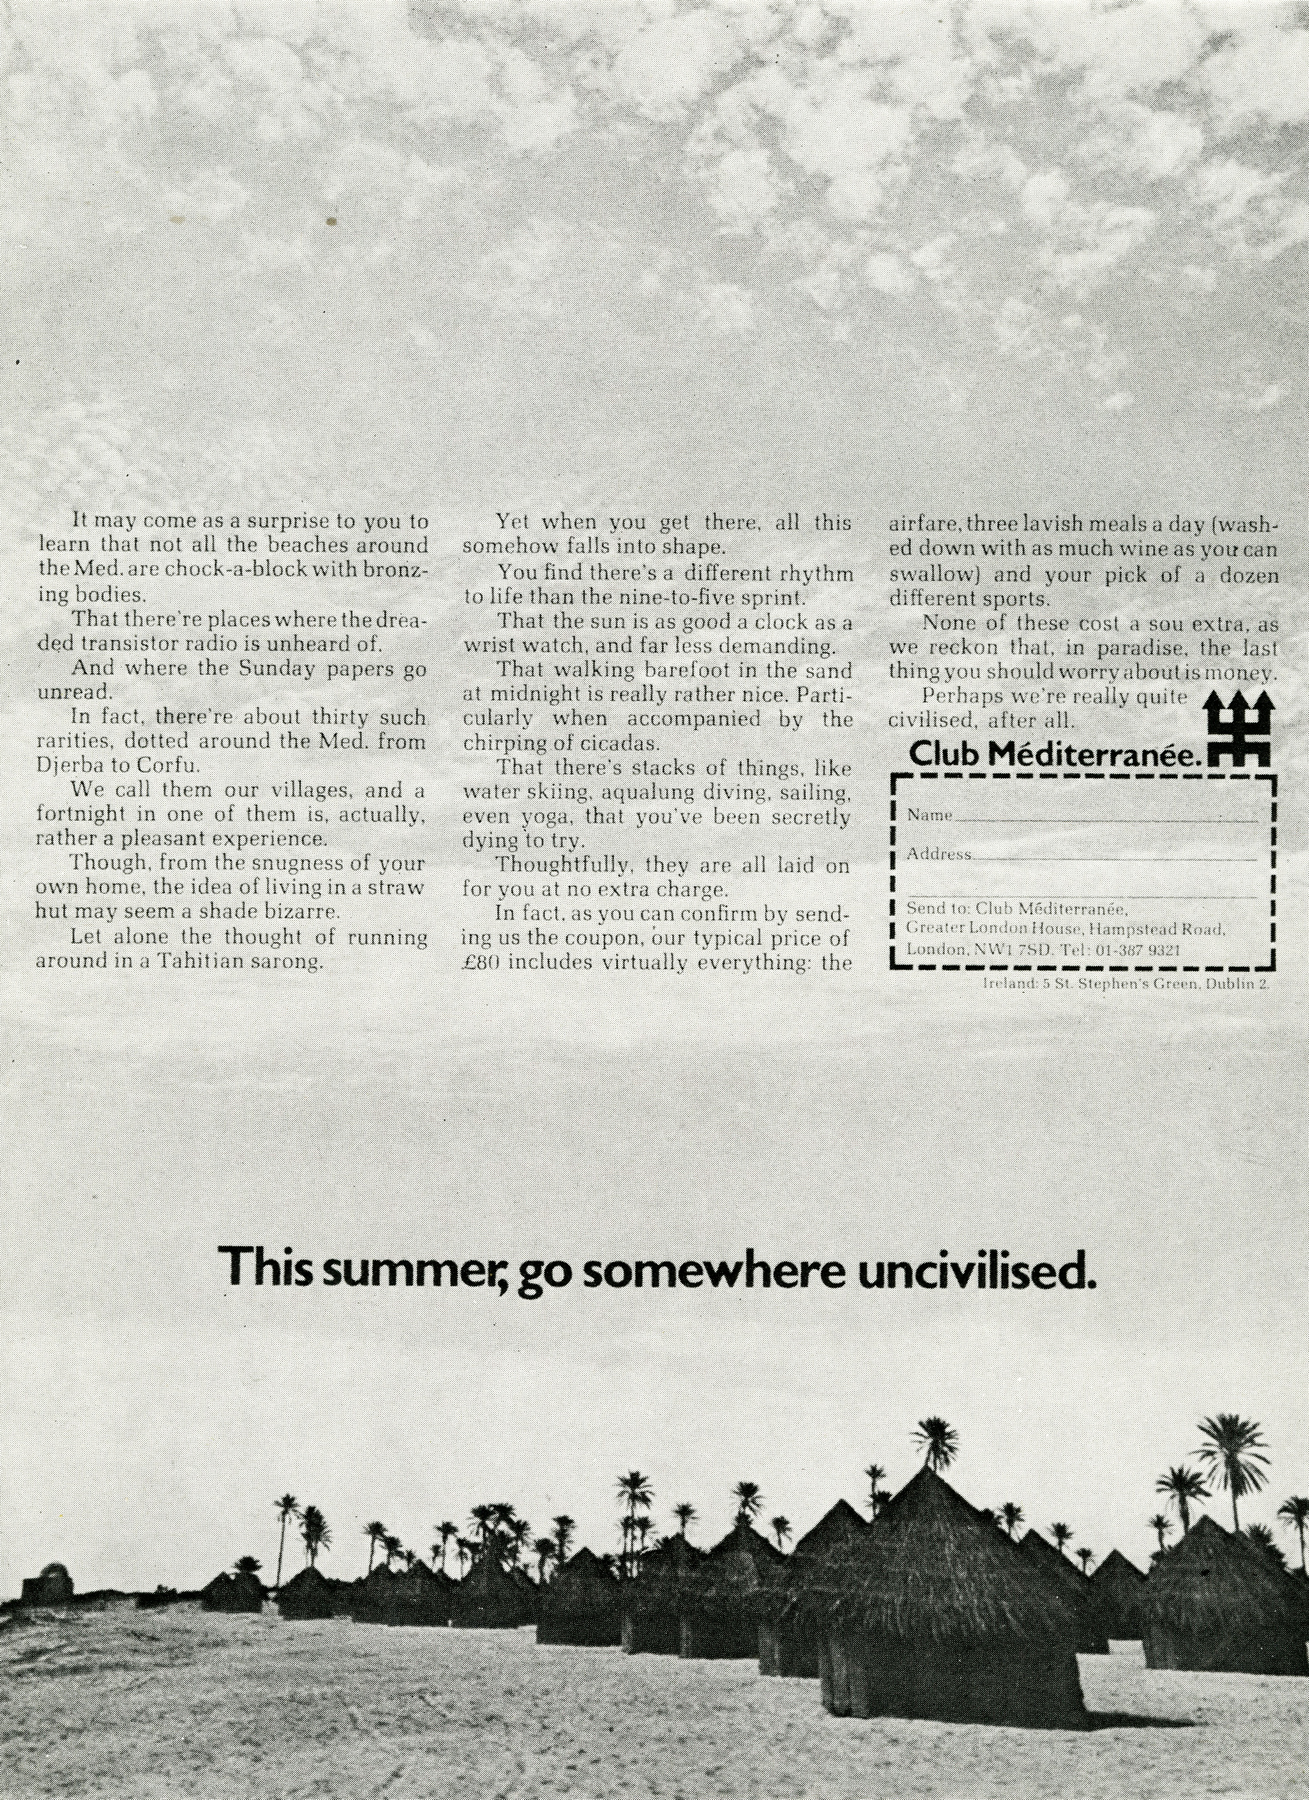 It may come as a surprise to you to
learn that not all the beaches around
the Med. are chock-a-block with bronz-
ing bodies.
That there're places where the drea-
ded transistor radio is unheard of.
And where the Sunday papers go
unread.
In fact, there're about thirty such
rarities, dotted around the Med. from
Djerba to Corfu.
We call them our villages, and a
fortnight in one of them is, actually,
rather a pleasant experience.
Though, from the snugness of your
own home, the idea of living in a straw
hut may seem a shade bizarre.
Let alone the thought of running
around in a Tahitian sarong.
Yet when you get there, all this
somehow falls into shape.
You find there's a different rhythm
to life than the nine-to-five sprint.
That the sun is as good a clock as a
wrist watch, and far less demanding.
That walking barefoot in the sand
at midnight is really rather nice. Parti-
cularly when accompanied by the
chirping of cicadas.
That there's stacks of things, like
water skiing, aqualung diving, sailing,
even yoga, that you've been secretly
dying to try.
Thoughtfully, they are all laid on
for you at no extra charge.
In fact, as you can confirm by send-
ing us the coupon, our typical price of
£80 includes virtually everything: the
airfare, three lavish meals a day (wash-
ed down with as much wine as you can
swallow) and your pick of a dozen
different sports.
None of these cost a sou extra, as
we reckon that, in paradise, the last
thing you should worry about is money.
Perhaps we're really quite
civilised, after all.
Club Méditerranée.
Name
Address
Send to: Club Méditerranée,
Greater London House, Hampstead Road,
London, NW1 7SD. Tel: 01-387 9321
Ireland: 5 St. Stephen's Green, Dublin 2.
This summer, go somewhere uncivilised.